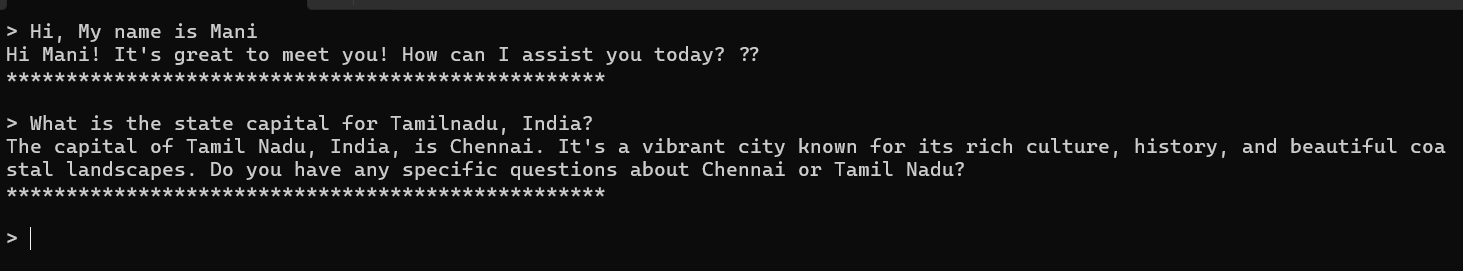 > Hi, My name is Mani
Hi Mani! It's great to meet you! How can I assist you today? ??
**************************************************
> What is the state capital for Tamilnadu, India?
The capital of Tamil Nadu, India, is Chennai. It's a vibrant city known for its rich culture, history, and beautiful coa
stal landscapes. Do you have any specific questions about Chennai or Tamil Nadu?
**************************************************
>